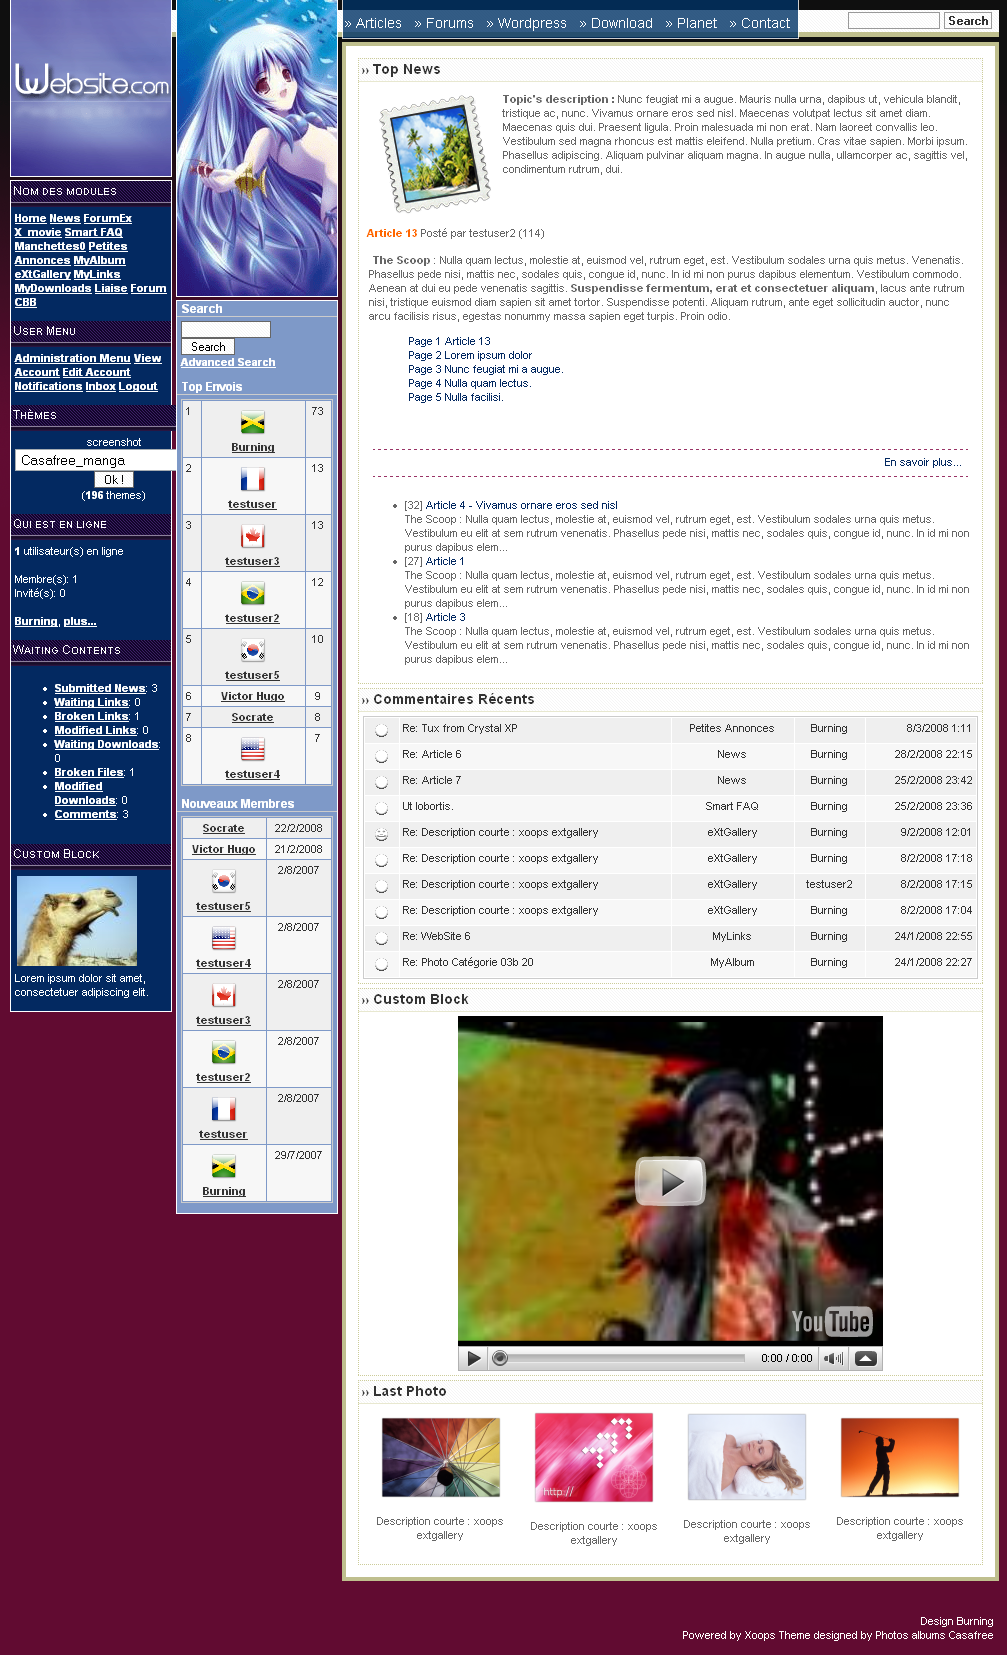 Website.com
» Articles » Forums » Wordpress » Download » Planet » Contact
Search
Nom des modules
Home News ForumEx
X_movie Smart FAQ
Manchettes0 Petites
Annonces MyAlbum
eXtGallery MyLinks
MyDownloads Liaise Forum
CBB
User Menu
Administration Menu View
Account Edit Account
Notifications Inbox Logout
Thèmes
screenshot
Casafree_manga
Ok !
(196 themes)
Qui est en ligne
1 utilisateur(s) en ligne
Membre(s): 1
Invité(s): 0
Burning, plus...
Waiting Contents
• Submitted News: 3
• Waiting Links: 0
• Broken Links: 1
• Modified Links: 0
• Waiting Downloads:
0
• Broken Files: 1
• Modified
Downloads: 0
• Comments: 3
Custom Block
Lorem ipsum dolor sit amet,
consectetuer adipiscing elit.
Search
Search
Advanced Search
Top Envois
1 Burning 73
2 testuser 13
3 testuser3 13
4 testuser2 12
5 testuser5 10
6 Victor Hugo 9
7 Socrate 8
8 testuser4 7
Nouveaux Membres
Socrate 22/2/2008
Victor Hugo 21/2/2008
testuser5 2/8/2007
testuser4 2/8/2007
testuser3 2/8/2007
testuser2 2/8/2007
testuser 2/8/2007
Burning 29/7/2007
›› Top News
Topic's description : Nunc feugiat mi a augue. Mauris nulla urna, dapibus ut, vehicula blandit,
tristique ac, nunc. Vivamus ornare eros sed nisl. Maecenas volutpat lectus sit amet diam.
Maecenas quis dui. Praesent ligula. Proin malesuada mi non erat. Nam laoreet convallis leo.
Vestibulum sed magna rhoncus est mattis eleifend. Nulla pretium. Cras vitae sapien. Morbi ipsum.
Phasellus adipiscing. Aliquam pulvinar aliquam magna. In augue nulla, ullamcorper ac, sagittis vel,
condimentum rutrum, dui.
Article 13 Posté par testuser2 (114)
The Scoop : Nulla quam lectus, molestie at, euismod vel, rutrum eget, est. Vestibulum sodales urna quis metus. Venenatis.
Phasellus pede nisi, mattis nec, sodales quis, congue id, nunc. In id mi non purus dapibus elementum. Vestibulum commodo.
Aenean at dui eu pede venenatis sagittis. Suspendisse fermentum, erat et consectetuer aliquam, lacus ante rutrum
nisi, tristique euismod diam sapien sit amet tortor. Suspendisse potenti. Aliquam rutrum, ante eget sollicitudin auctor, nunc
arcu facilisis risus, egestas nonummy massa sapien eget turpis. Proin odio.
Page 1 Article 13
Page 2 Lorem ipsum dolor
Page 3 Nunc feugiat mi a augue.
Page 4 Nulla quam lectus.
Page 5 Nulla facilisi.
En savoir plus...
• [32] Article 4 - Vivamus ornare eros sed nisl
The Scoop : Nulla quam lectus, molestie at, euismod vel, rutrum eget, est. Vestibulum sodales urna quis metus.
Vestibulum eu elit at sem rutrum venenatis. Phasellus pede nisi, mattis nec, sodales quis, congue id, nunc. In id mi non
purus dapibus elem...
• [27] Article 1
The Scoop : Nulla quam lectus, molestie at, euismod vel, rutrum eget, est. Vestibulum sodales urna quis metus.
Vestibulum eu elit at sem rutrum venenatis. Phasellus pede nisi, mattis nec, sodales quis, congue id, nunc. In id mi non
purus dapibus elem...
• [18] Article 3
The Scoop : Nulla quam lectus, molestie at, euismod vel, rutrum eget, est. Vestibulum sodales urna quis metus.
Vestibulum eu elit at sem rutrum venenatis. Phasellus pede nisi, mattis nec, sodales quis, congue id, nunc. In id mi non
purus dapibus elem...
›› Commentaires Récents
Re: Tux from Crystal XP Petites Annonces Burning 8/3/2008 1:11
Re: Article 6 News Burning 28/2/2008 22:15
Re: Article 7 News Burning 25/2/2008 23:42
Ut lobortis. Smart FAQ Burning 25/2/2008 23:36
Re: Description courte : xoops extgallery eXtGallery Burning 9/2/2008 12:01
Re: Description courte : xoops extgallery eXtGallery Burning 8/2/2008 17:18
Re: Description courte : xoops extgallery eXtGallery testuser2 8/2/2008 17:15
Re: Description courte : xoops extgallery eXtGallery Burning 8/2/2008 17:04
Re: WebSite 6 MyLinks Burning 24/1/2008 22:55
Re: Photo Catégorie 03b 20 MyAlbum Burning 24/1/2008 22:27
›› Custom Block
YouTube
0:00 / 0:00
›› Last Photo
http://
Description courte : xoops
extgallery
Description courte : xoops
extgallery
Description courte : xoops
extgallery
Description courte : xoops
extgallery
Design Burning
Powered by Xoops Theme designed by Photos albums Casafree